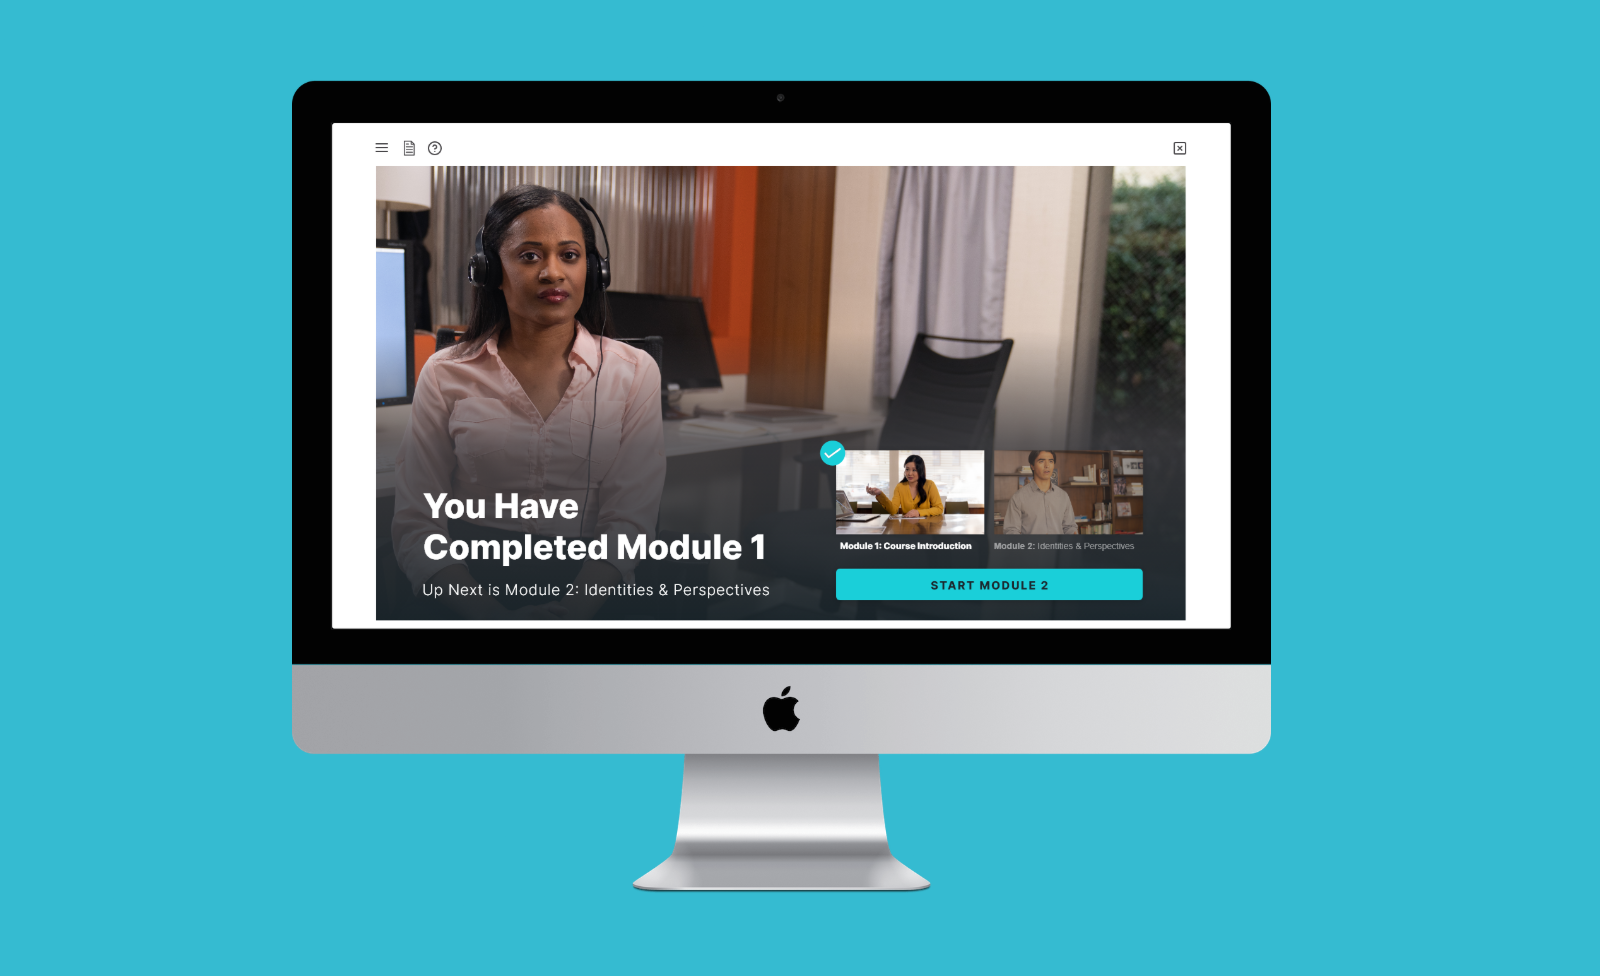 You Have
Completed Module 1
Up Next is Module 2: Identities & Perspectives
Module 1: Course Introduction
Module 2: Identities & Perspectives
START MODULE 2